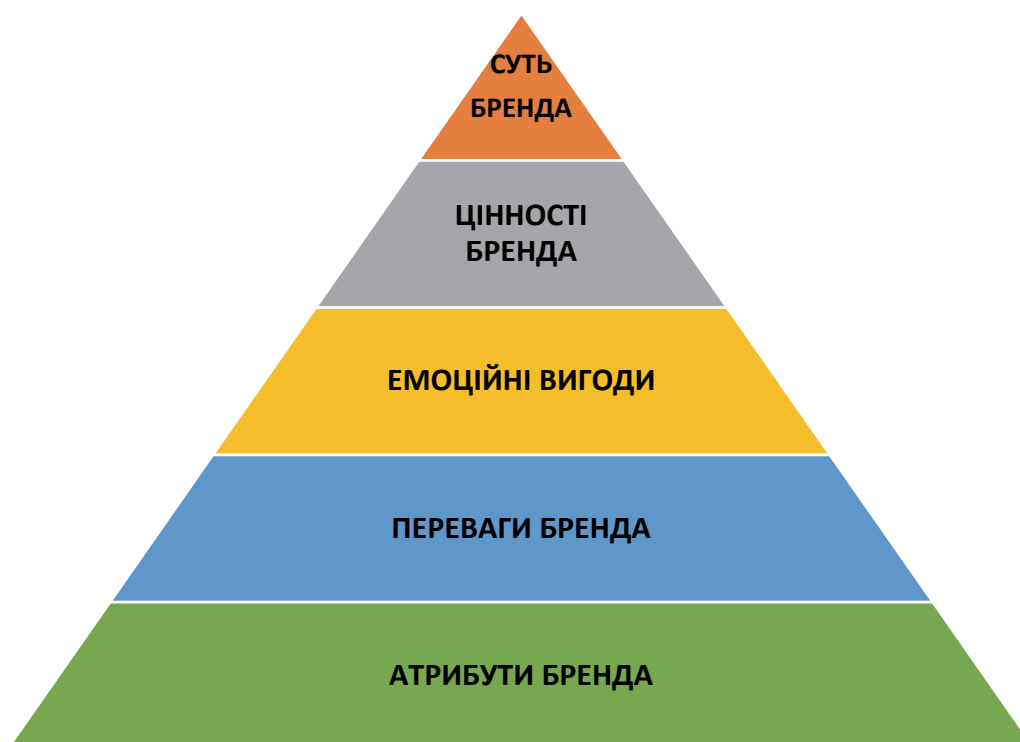 СУТЬ
БРЕНДА
ЦІННОСТІ
БРЕНДА
ЕМОЦІЙНІ ВИГОДИ
ПЕРЕВАГИ БРЕНДА
АТРИБУТИ БРЕНДА